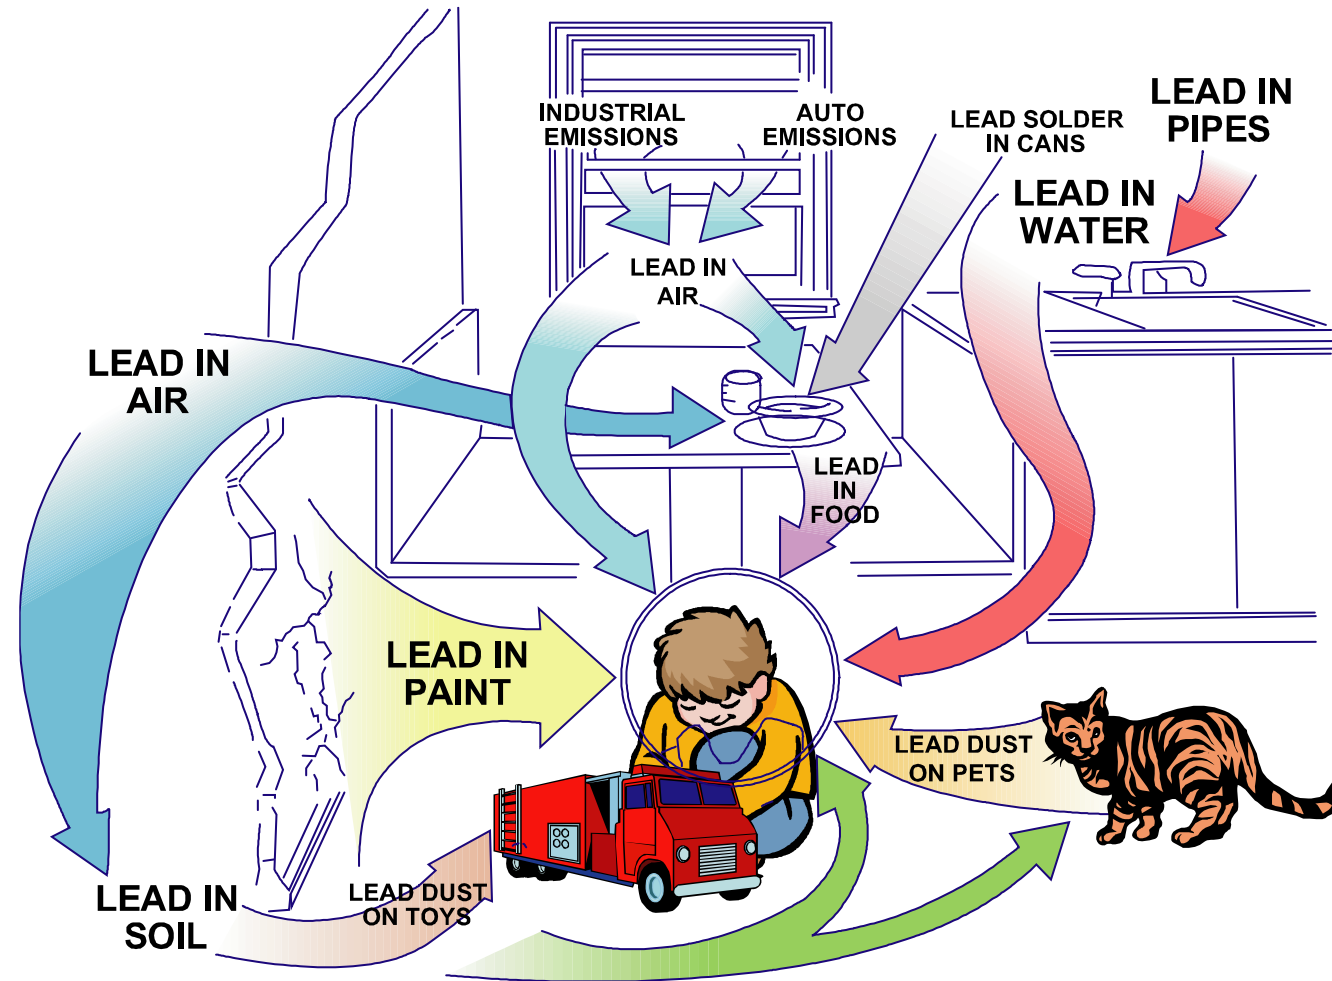 INDUSTRIAL
EMISSIONS
AUTO
EMISSIONS
LEAD SOLDER
IN CANS
LEAD IN
PIPES
LEAD IN
WATER
LEAD IN
AIR
LEAD IN
AIR
LEAD
IN
FOOD
LEAD IN
PAINT
LEAD DUST
ON PETS
LEAD DUST
ON TOYS
LEAD IN
SOIL